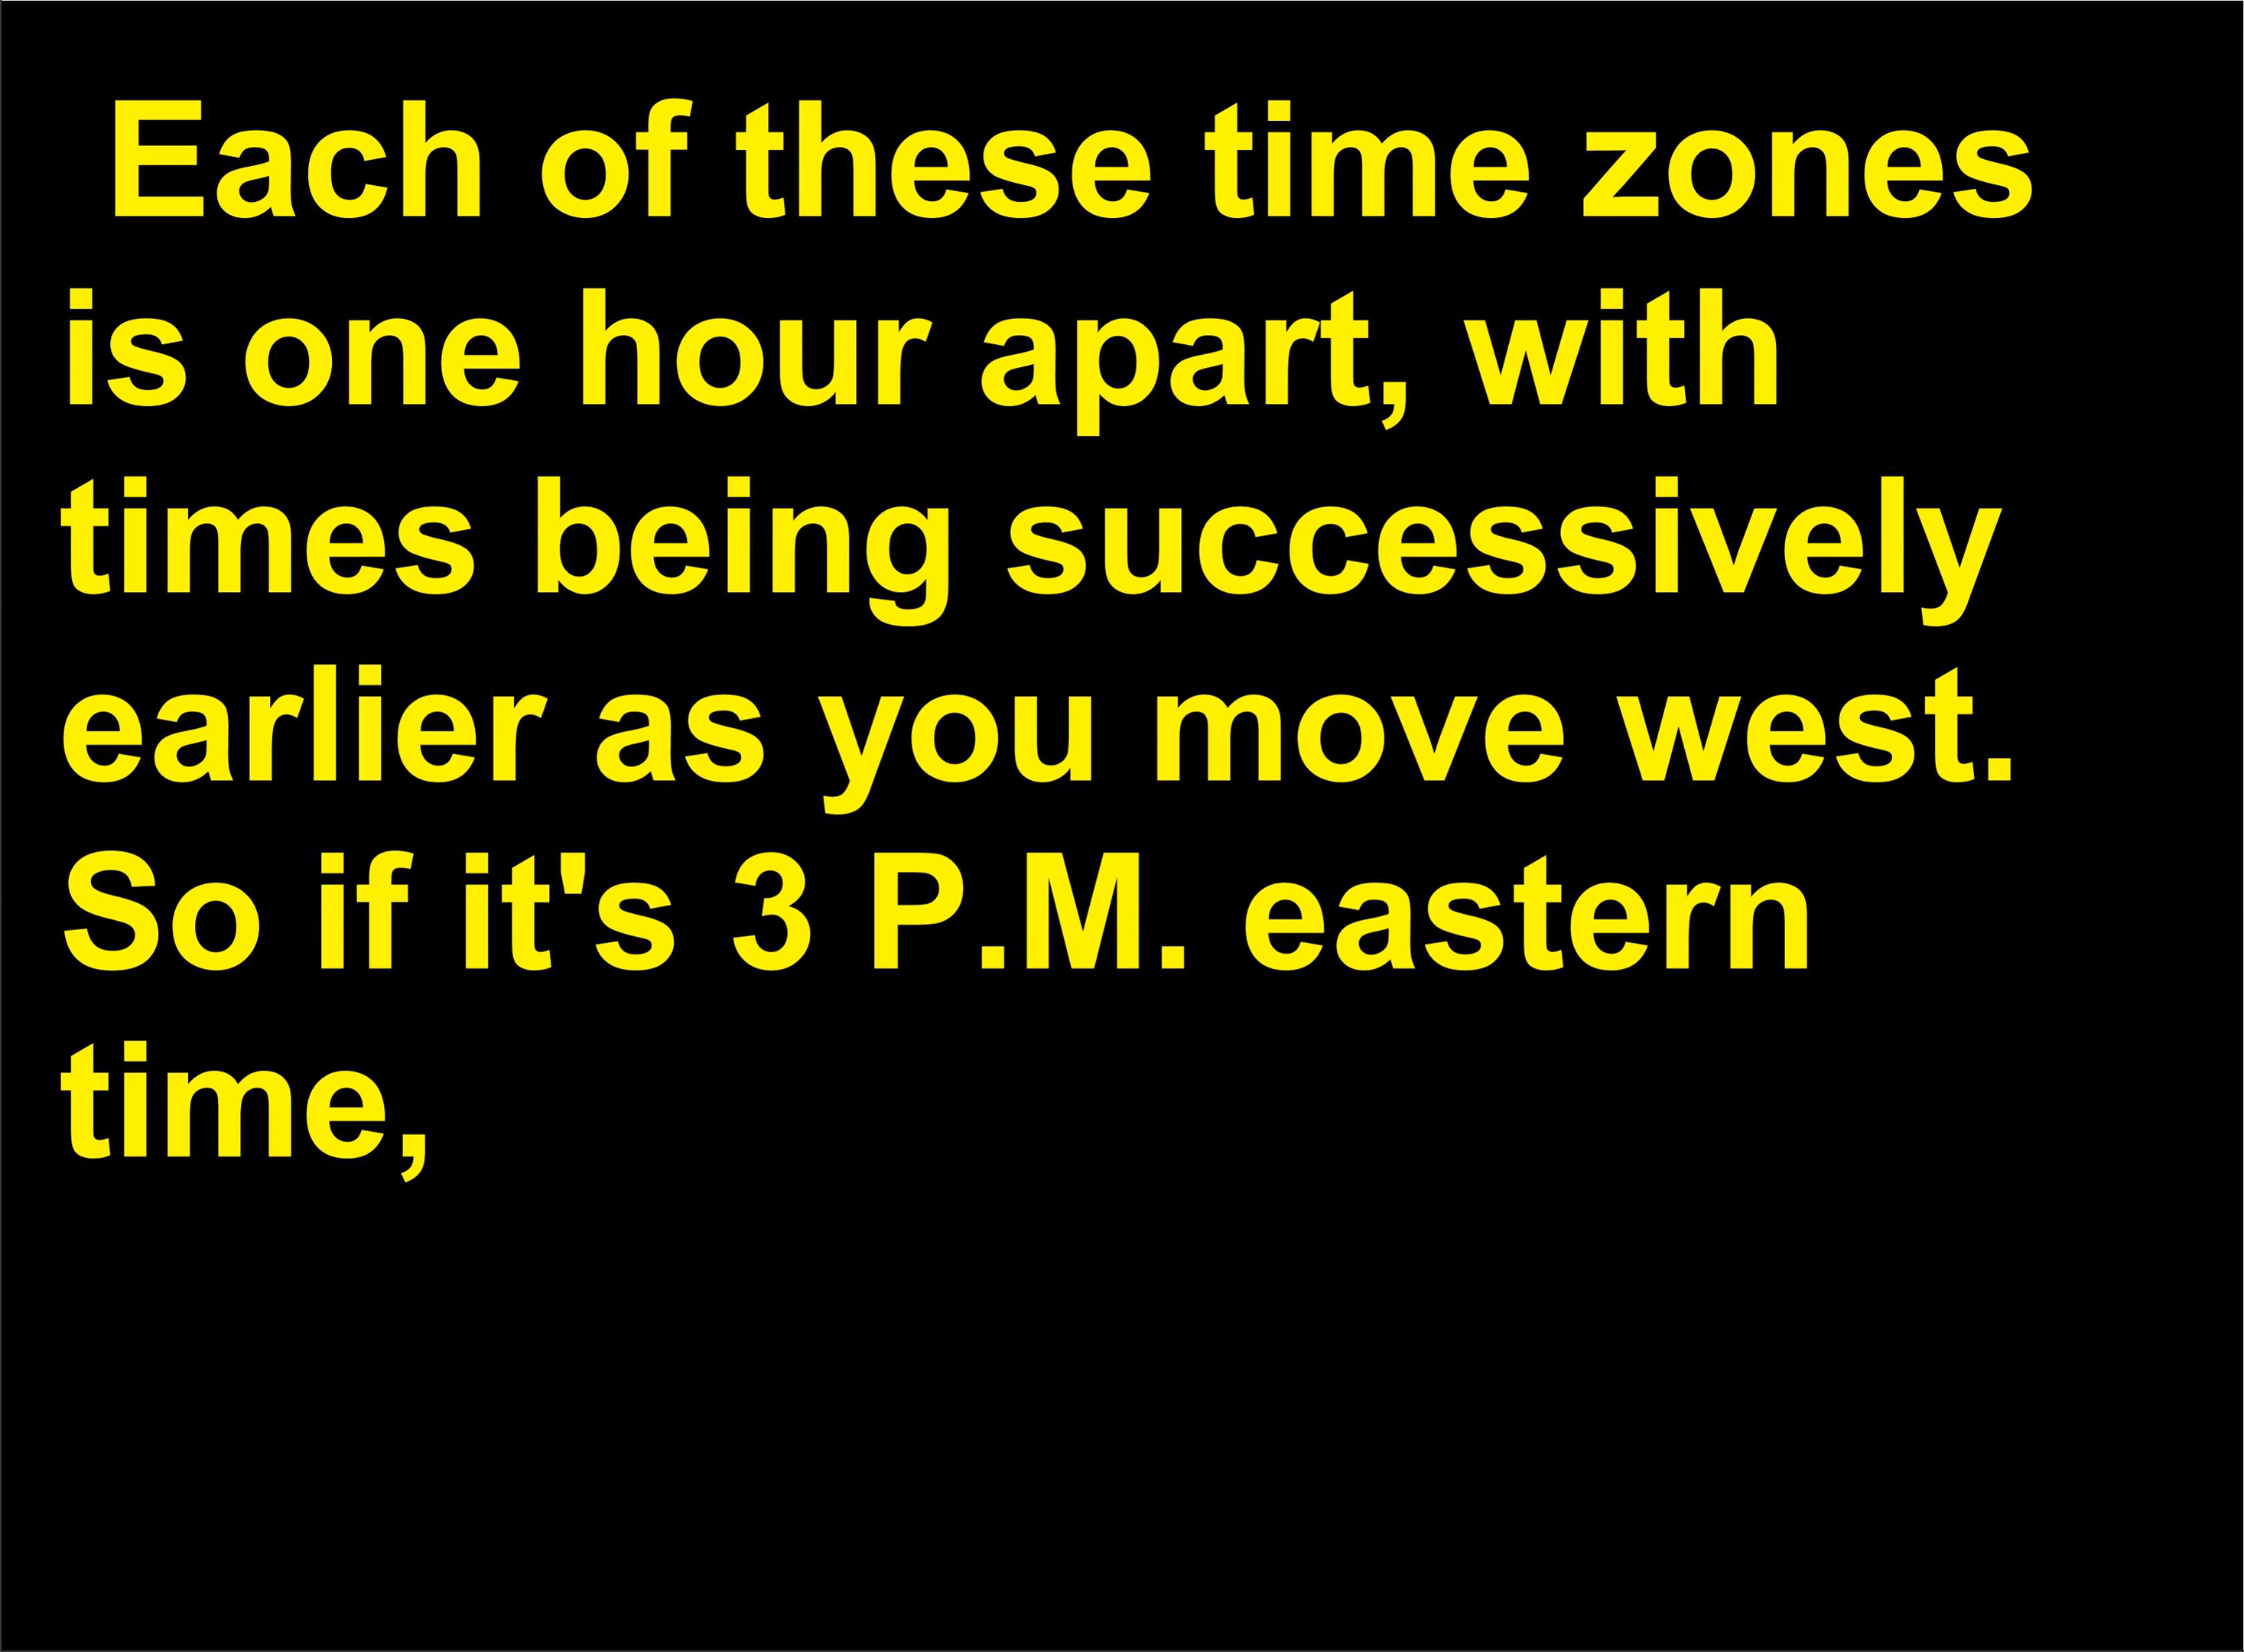 Each of these time zones
is one hour apart, with
times being successively
earlier as you move west.
So if it's 3 P.M. eastern
time,